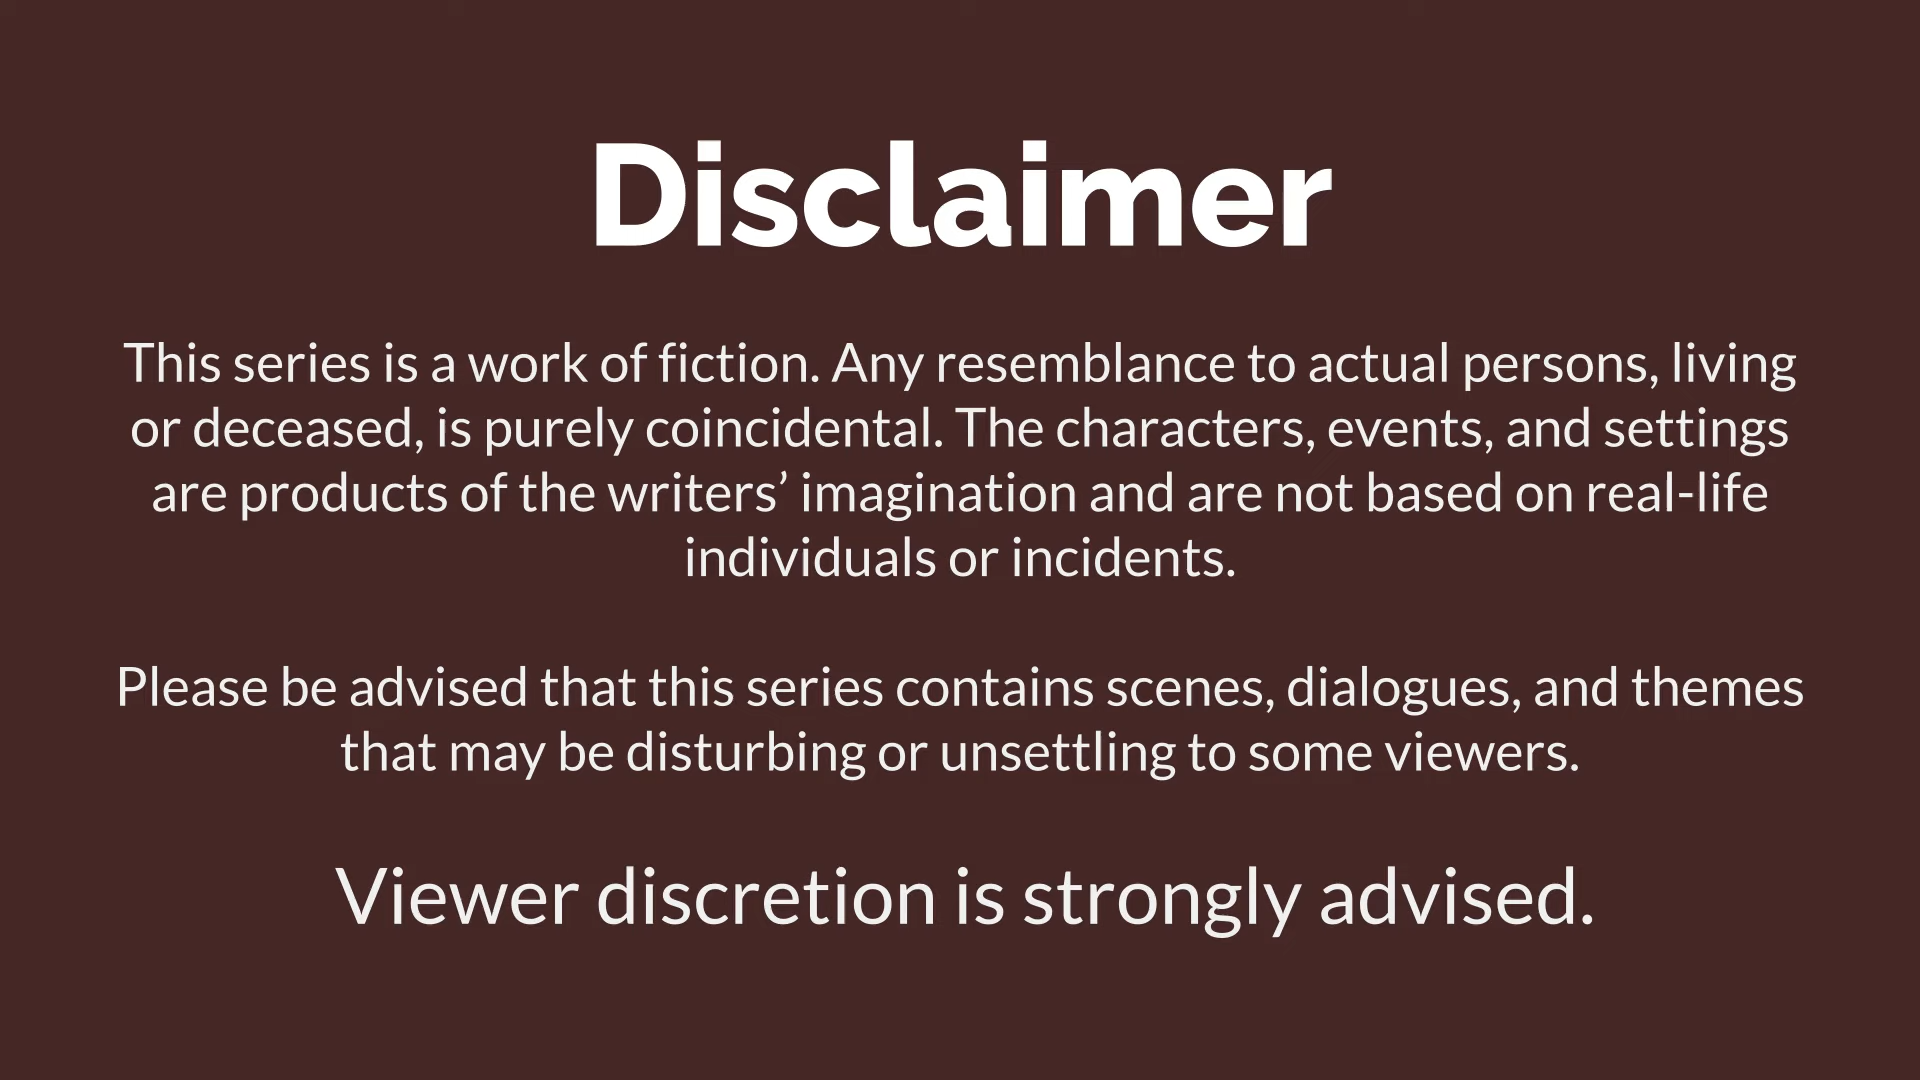 Disclaimer
This series is a work of fiction. Any resemblance to actual persons, living
or deceased, is purely coincidental. The characters, events, and settings
are products of the writers’ imagination and are not based on real-life
individuals or incidents.
Please be advised that this series contains scenes, dialogues, and themes
that may be disturbing or unsettling to some viewers.
Viewer discretion is strongly advised.